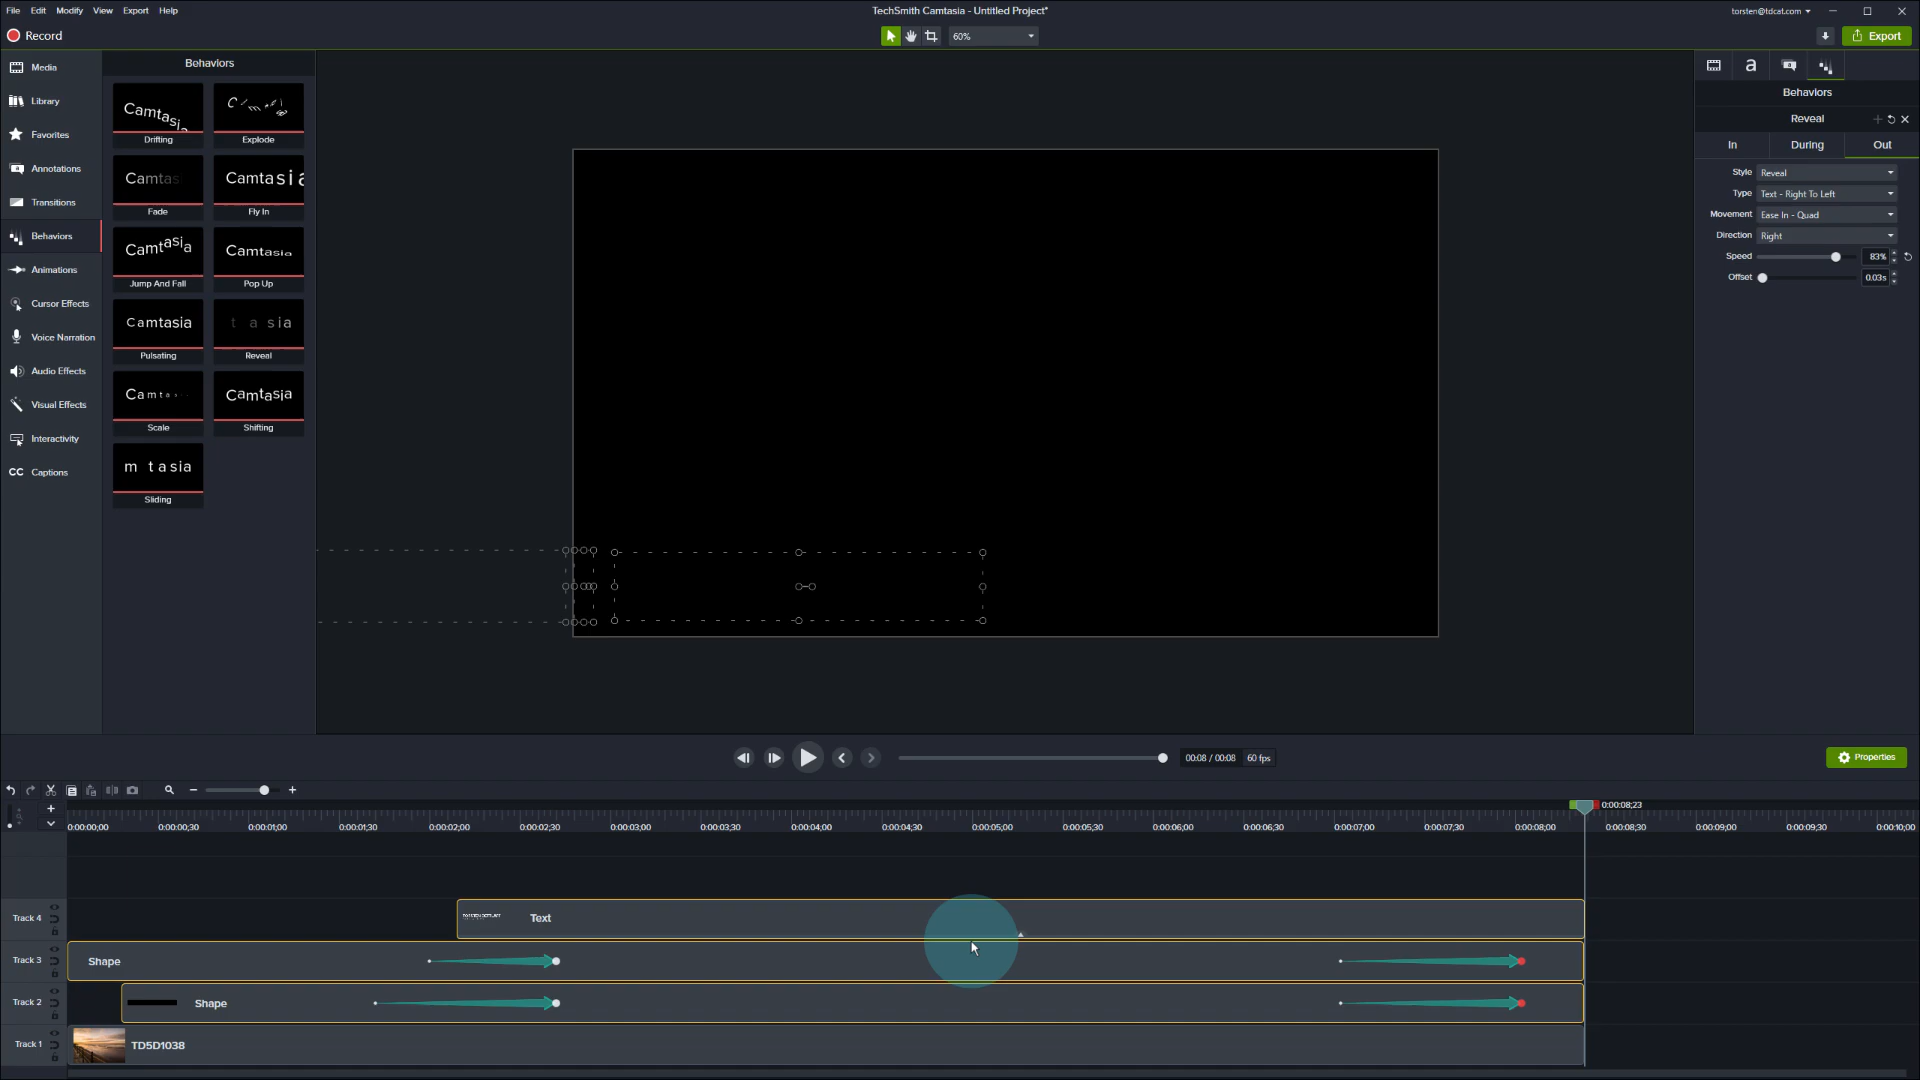 File Edit Modify View Export Help
TechSmith Camtasia - Untitled Project*
torsten@tdcat.com
Record
60%
Export
Media
Library
Favorites
Annotations
Transitions
Behaviors
Animations
Cursor Effects
Voice Narration
Audio Effects
Visual Effects
Interactivity
CC Captions
Behaviors
Camtasia
Drifting
Explode
Camtas
Fade
Camtasia
Fly In
Camtasia
Jump And Fall
Camtasia
Pop Up
Camtasia
Pulsating
t a sia
Reveal
Camtas
Scale
Camtasia
Shifting
m t asia
Sliding
a
Behaviors
Reveal
In During Out
Style Reveal
Type Text - Right To Left
Movement Ease In - Quad
Direction Right
Speed 83%
Offset 0.03s
00:08 / 00:08 60 fps
Properties
0:00:08;23
0:00:00;00 0:00:00;30 0:00:01;00 0:00:01;30 0:00:02;00 0:00:02;30 0:00:03;00 0:00:03;30 0:00:04;00 0:00:04;30 0:00:05;00 0:00:05;30 0:00:06;00 0:00:06;30 0:00:07;00 0:00:07;30 0:00:08;00 0:00:08;30 0:00:09;00 0:00:09;30 0:00:10;00
Track 4
Text
Track 3
Shape
Track 2
Shape
Track 1
TD5D1038